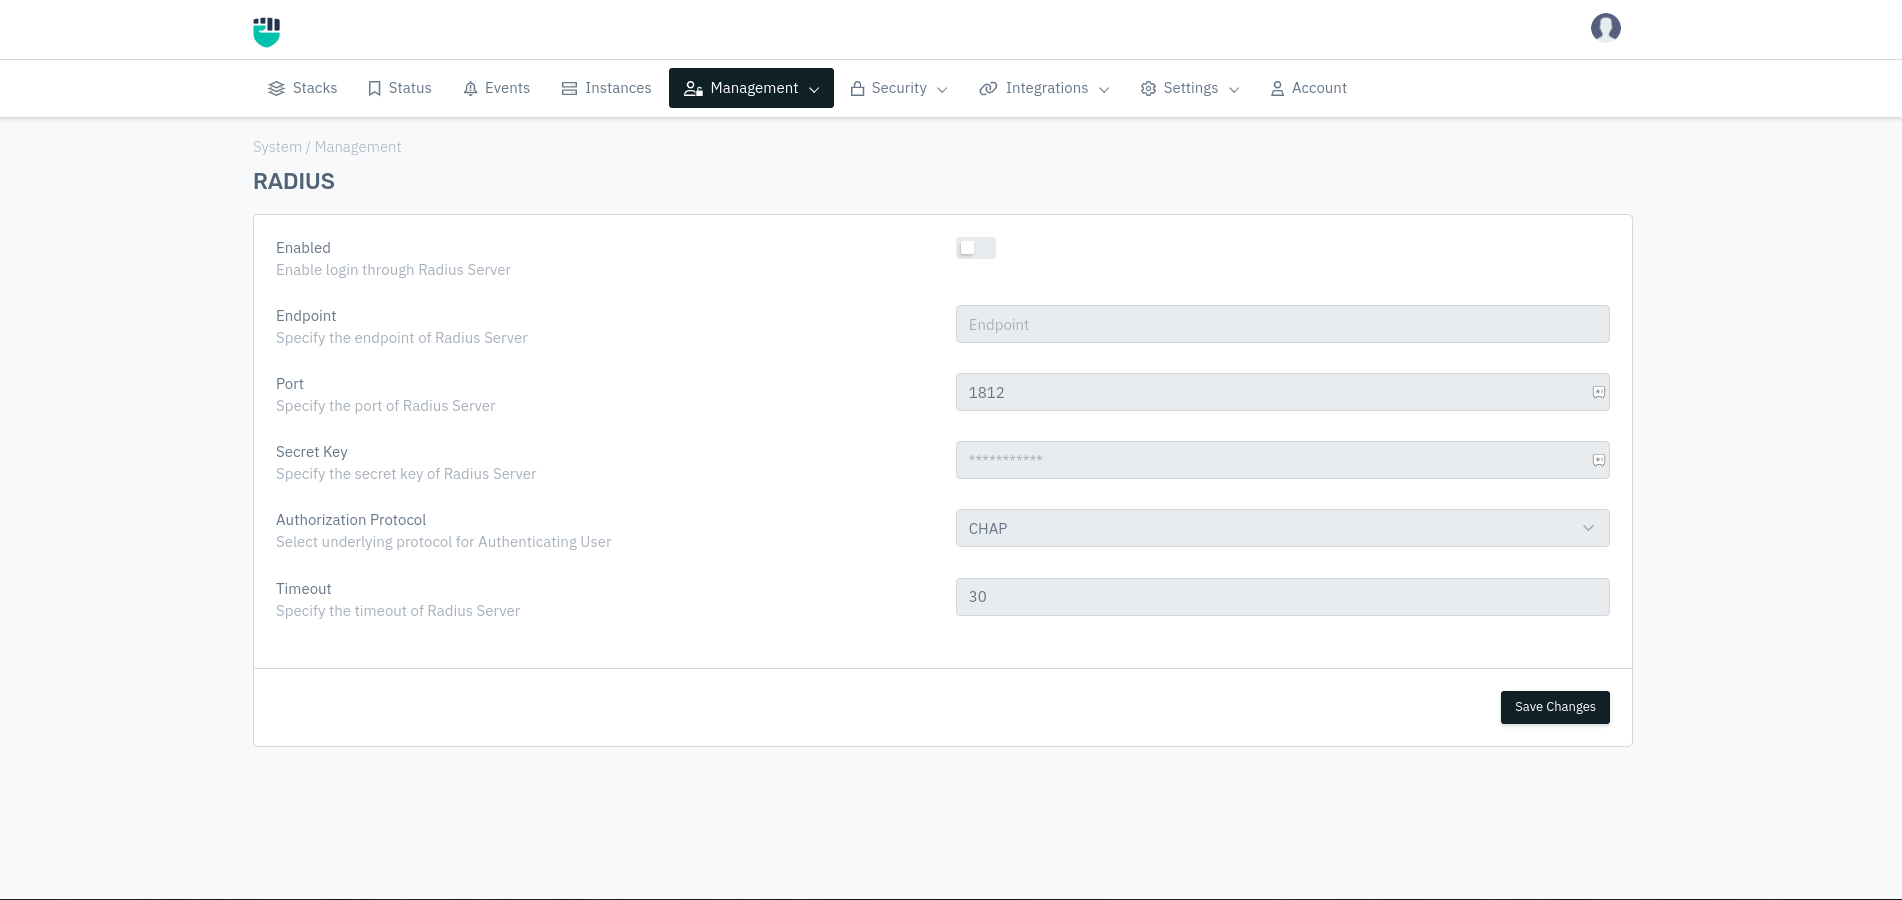 Stacks Status Events Instances Management Security Integrations Settings Account
System / Management
RADIUS
Enabled
Enable login through Radius Server
Endpoint
Specify the endpoint of Radius Server
Endpoint
Port
Specify the port of Radius Server
1812
Secret Key
Specify the secret key of Radius Server
***********
Authorization Protocol
Select underlying protocol for Authenticating User
CHAP
Timeout
Specify the timeout of Radius Server
30
Save Changes